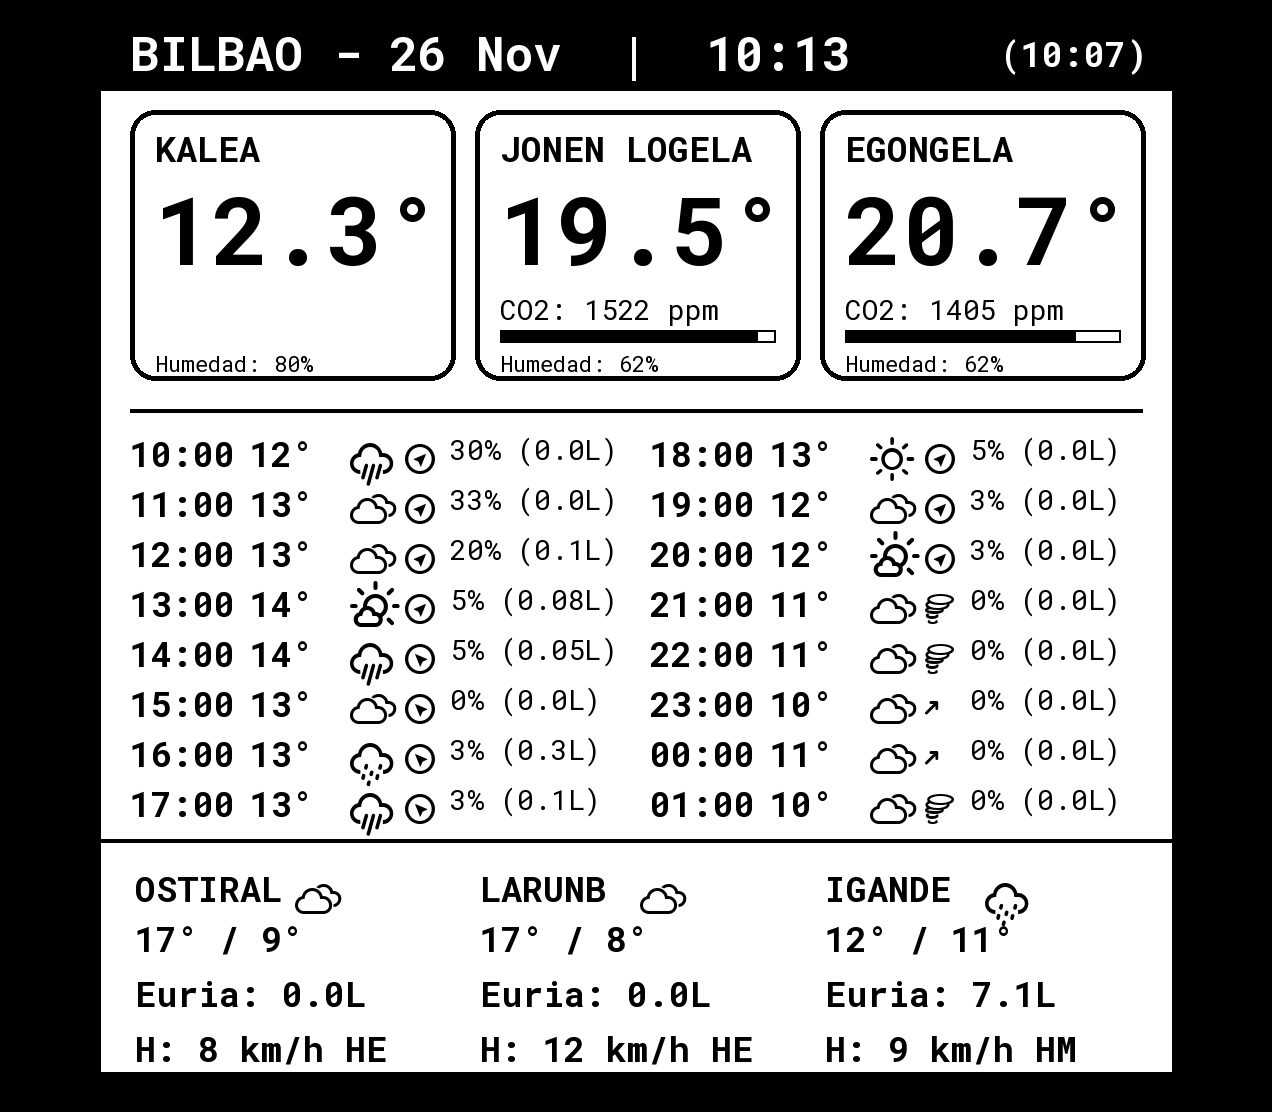 BILBAO - 26 Nov | 10:13 (10:07)
KALEA
12.3°
Humedad: 80%
JONEN LOGELA
19.5°
CO2: 1522 ppm
Humedad: 62%
EGONGELA
20.7°
CO2: 1405 ppm
Humedad: 62%
10:00 12° 30% (0.0L)
11:00 13° 33% (0.0L)
12:00 13° 20% (0.1L)
13:00 14° 5% (0.08L)
14:00 14° 5% (0.05L)
15:00 13° 0% (0.0L)
16:00 13° 3% (0.3L)
17:00 13° 3% (0.1L)
18:00 13° 5% (0.0L)
19:00 12° 3% (0.0L)
20:00 12° 3% (0.0L)
21:00 11° 0% (0.0L)
22:00 11° 0% (0.0L)
23:00 10° 0% (0.0L)
00:00 11° 0% (0.0L)
01:00 10° 0% (0.0L)
OSTIRAL
17° / 9°
Euria: 0.0L
H: 8 km/h HE
LARUNB
17° / 8°
Euria: 0.0L
H: 12 km/h HE
IGANDE
12° / 11°
Euria: 7.1L
H: 9 km/h HM